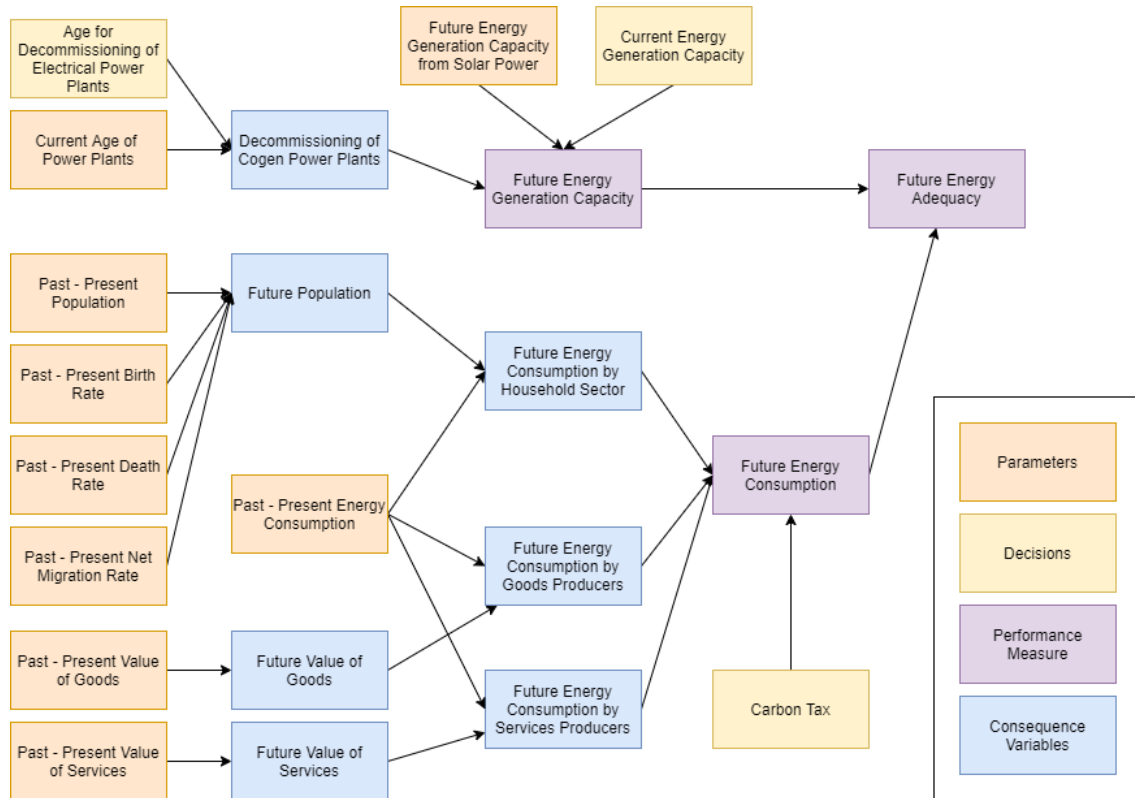 Age for
Decommissioning of
Electrical Power
Plants
Future Energy
Generation Capacity
from Solar Power
Current Energy
Generation Capacity
Current Age of
Power Plants
Decommissioning of
Cogen Power Plants
Future Energy
Generation Capacity
Future Energy
Adequacy
Past - Present
Population
Future Population
Past - Present Birth
Rate
Future Energy
Consumption by
Household Sector
Past - Present Death
Rate
Past - Present Energy
Consumption
Future Energy
Consumption
Past - Present Net
Migration Rate
Future Energy
Consumption by
Goods Producers
Past - Present Value
of Goods
Future Value of
Goods
Future Energy
Consumption by
Services Producers
Carbon Tax
Past - Present Value
of Services
Future Value of
Services
Parameters
Decisions
Performance
Measure
Consequence
Variables